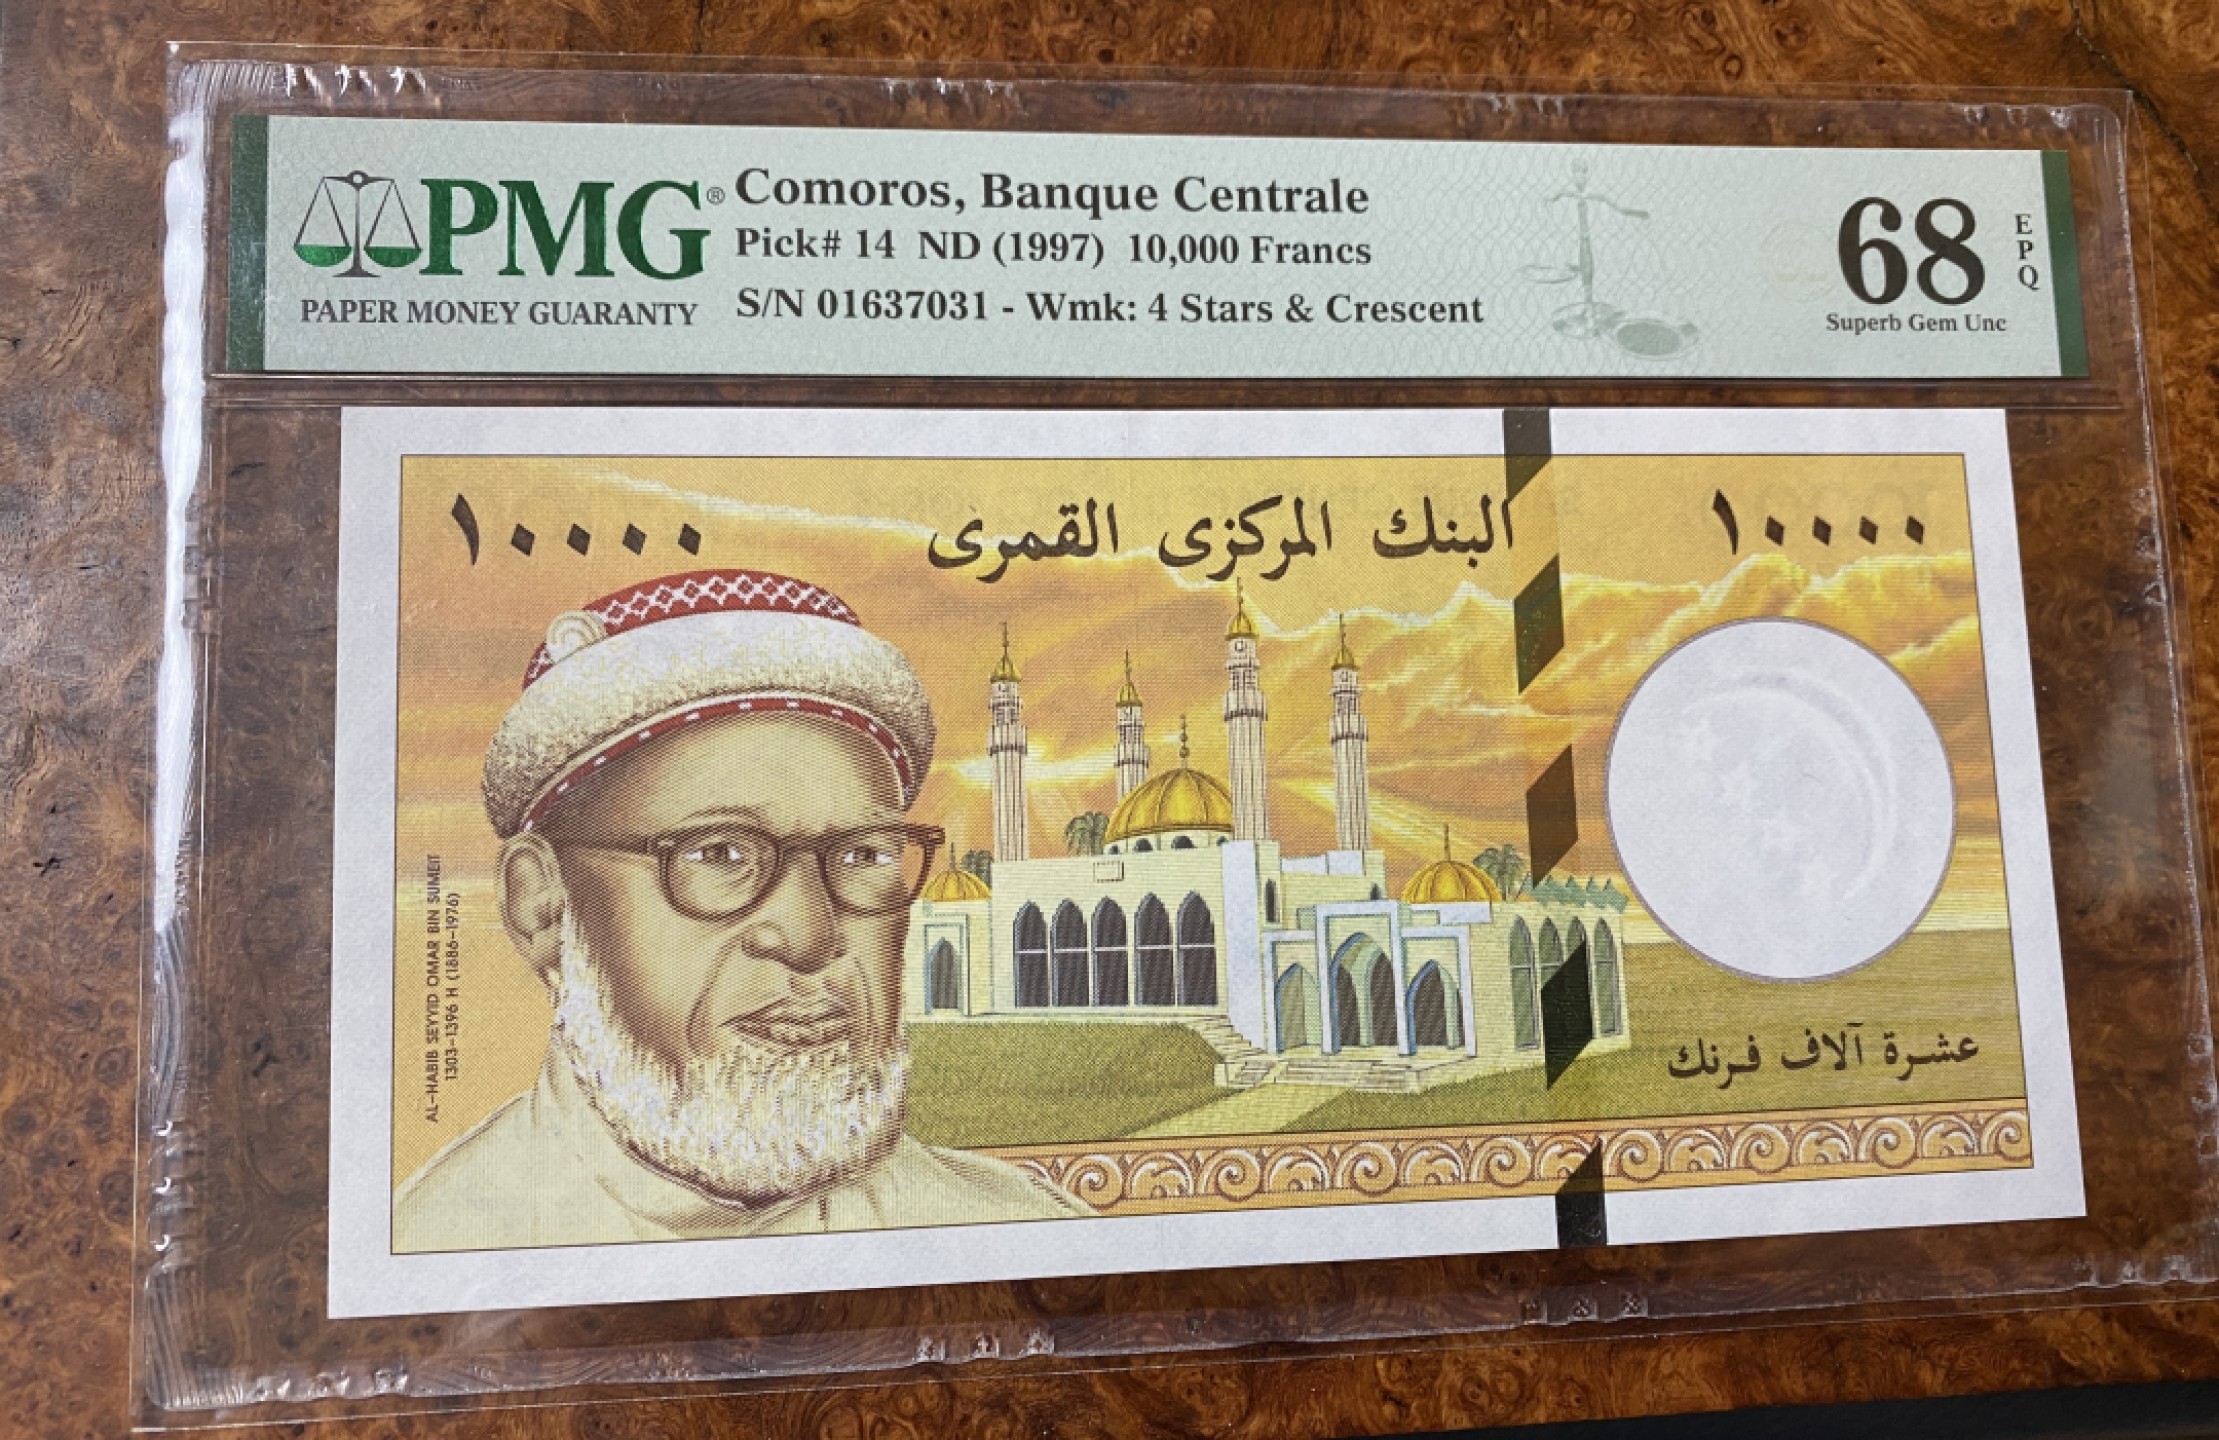 PMG®
PAPER MONEY GUARANTY
Comoros, Banque Centrale
Pick# 14 ND (1997) 10,000 Francs
S/N 01637031 - Wmk: 4 Stars & Crescent
68
EPQ
Superb Gem Unc
١٠٠٠٠
البنك المركزى القمرى
١٠٠٠٠
AL-HABIB SEYYID OMAR BIN SUMEIT
1303-1396 H (1886-1976)
عشرة آلاف فرنك